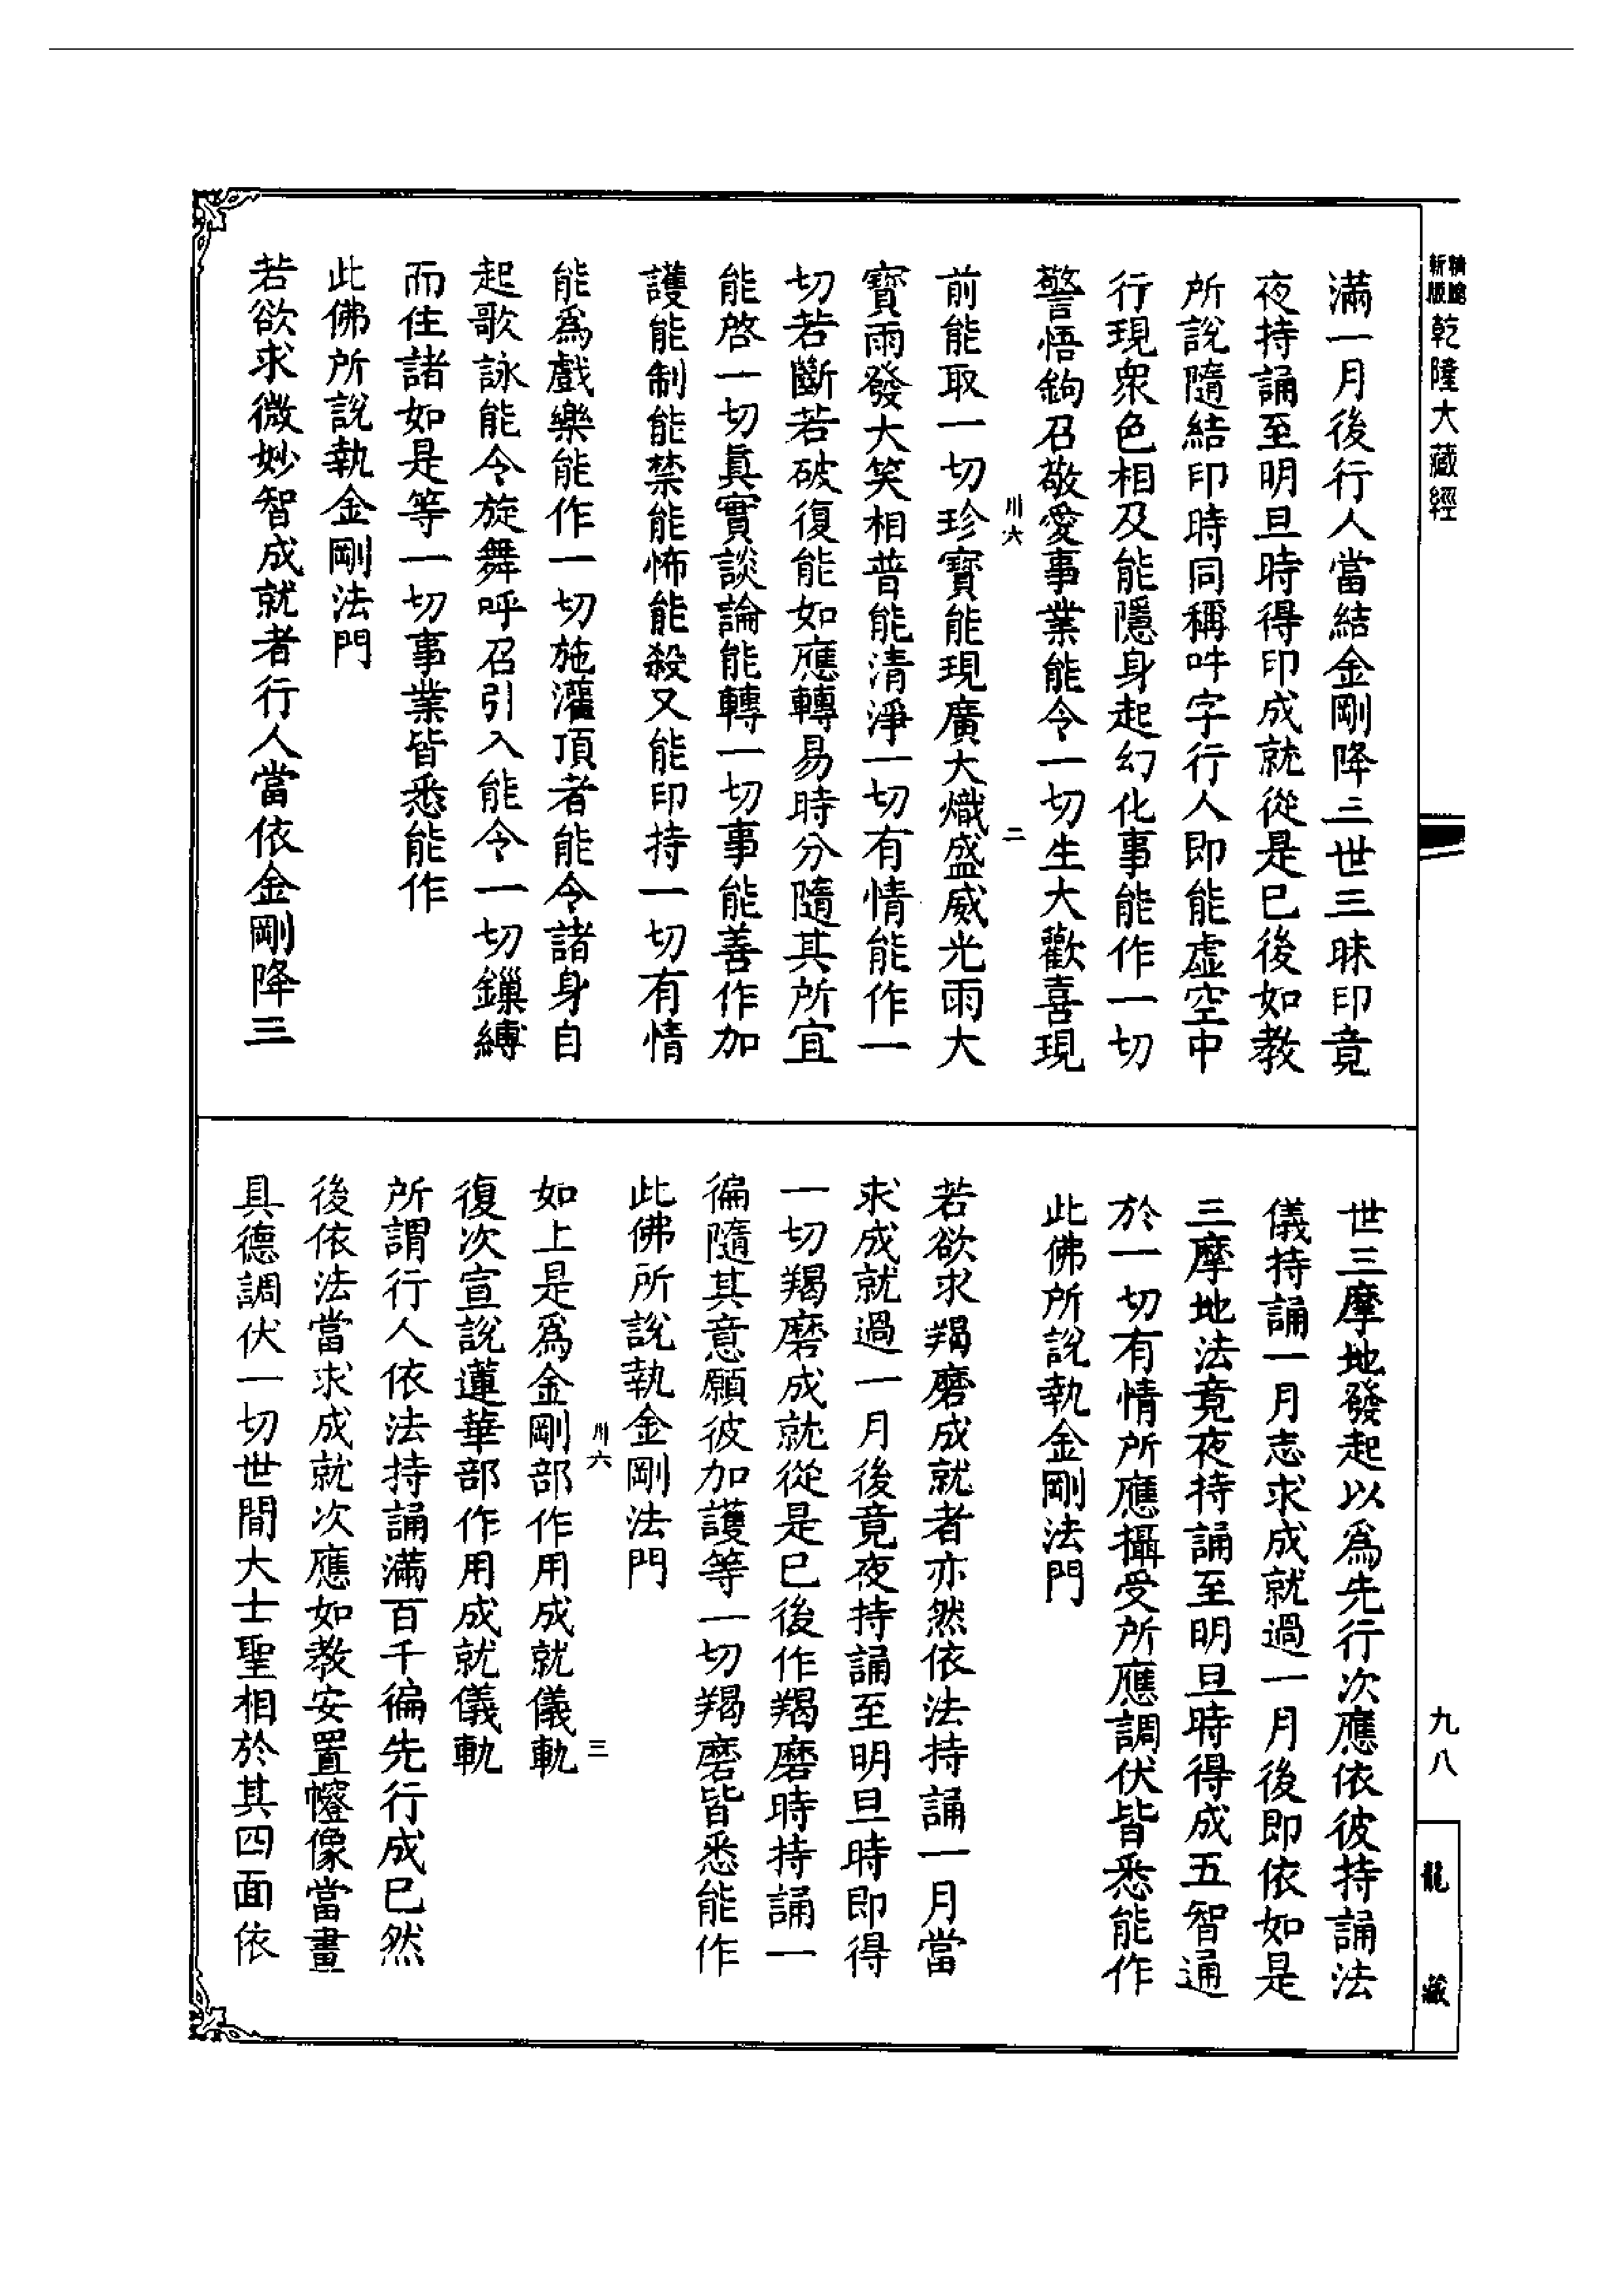 新版
精縮
乾隆大藏經
滿一月後行人當結金剛降三世三昧印竟
夜持誦至明旦時得印成就從是已後如教
所說隨結印時同稱吽字行人即能虛空中
行現衆色相及能隱身起幻化事能作一切
警悟鉤召敬愛事業能令一切生大歡喜現
川六
二
前能取一切珍寶能現廣大熾盛威光雨大
寶雨發大笑相普能清淨一切有情能作一
切若斷若破復能如應轉易時分隨其所宜
能啓一切眞實談論能轉一切事能善作加
護能制能禁能怖能殺又能印持一切有情
能爲戲樂能作一切施灌頂者能令諸身自
起歌詠能令旋舞呼召引入能令一切鏁縛
而住諸如是等一切事業皆悉能作
此佛所說執金剛法門
若欲求微妙智成就者行人當依金剛降三
世三摩地發起以爲先行次應依彼持誦法
儀持誦一月志求成就過一月後即依如是
三摩地法竟夜持誦至明旦時得成五智通
於一切有情所應攝受所應調伏皆悉能作
此佛所說執金剛法門
若欲求羯磨成就者亦然依法持誦一月當
求成就過一月後竟夜持誦至明旦時即得
一切羯磨成就從是已後作羯磨時持誦一
徧隨其意願彼加護等一切羯磨皆悉能作
此佛所說執金剛法門
川六
三
如上是爲金剛部作用成就儀軌
復次宣說蓮華部作用成就儀軌
所謂行人依法持誦滿百千徧先行成已然
後依法當求成就次應如教安置㡧像當畫
具德調伏一切世間大士聖相於其四面依
九八
龍藏